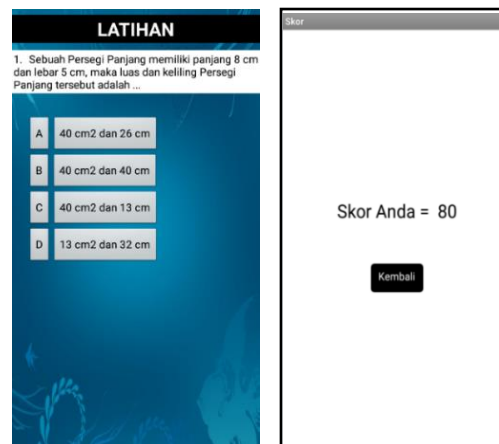 LATIHAN
1. Sebuah Persegi Panjang memiliki panjang 8 cm
dan lebar 5 cm, maka luas dan keliling Persegi
Panjang tersebut adalah ...
A 40 cm2 dan 26 cm
B 40 cm2 dan 40 cm
C 40 cm2 dan 13 cm
D 13 cm2 dan 32 cm
Skor
Skor Anda = 80
Kembali